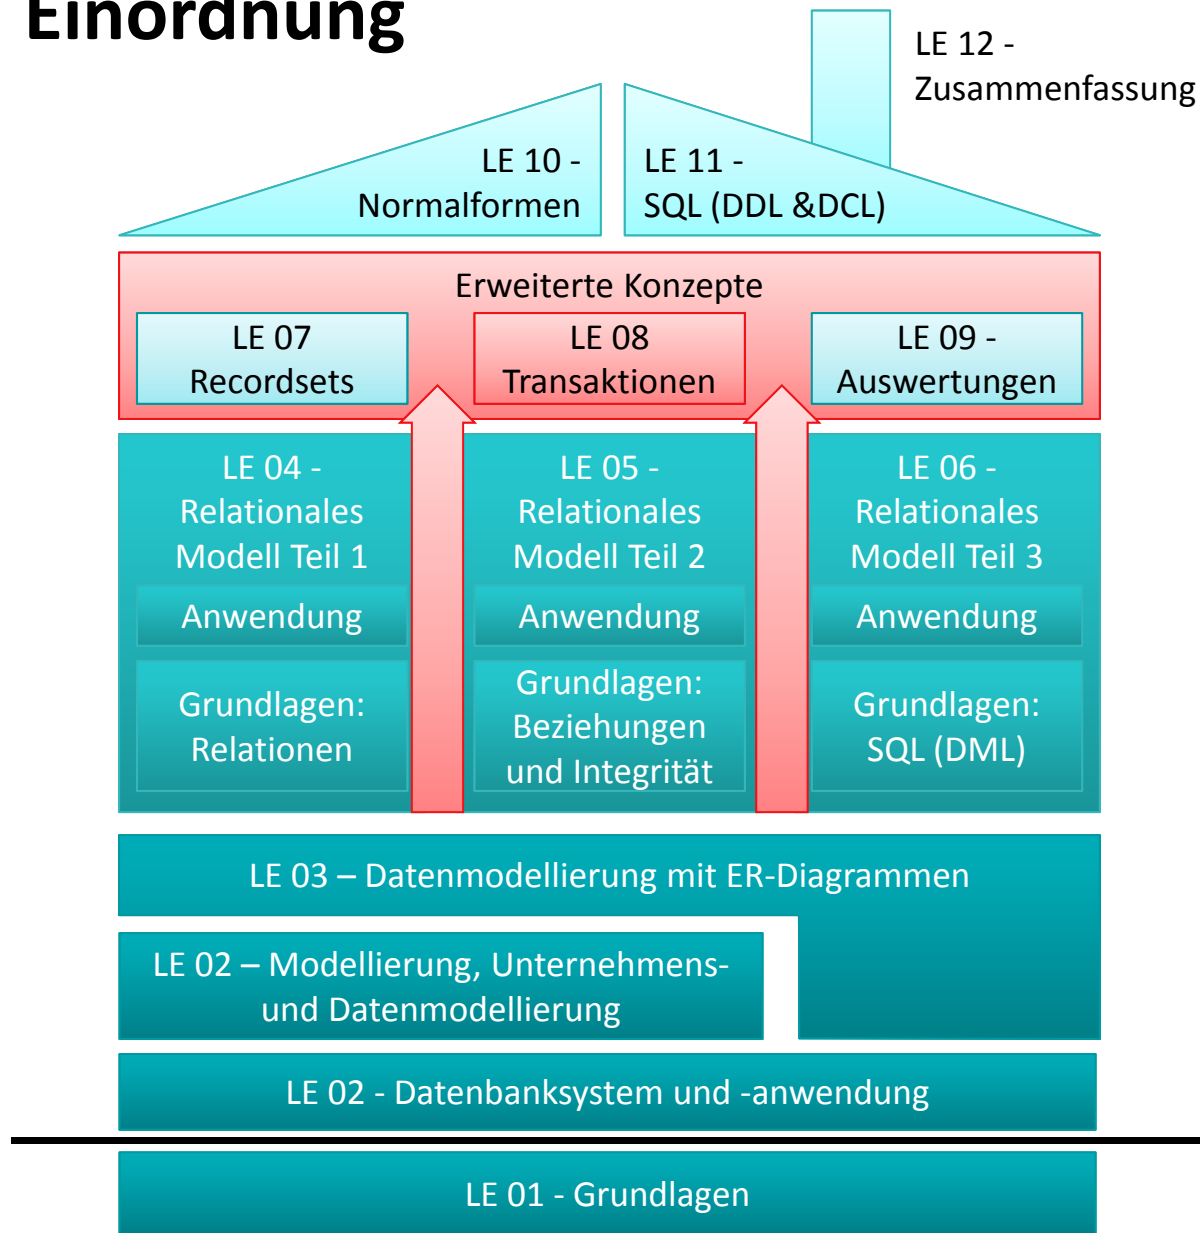 Einordnung
LE 12 -
Zusammenfassung
LE 10 -
Normalformen
LE 11 -
SQL (DDL &DCL)
Erweiterte Konzepte
LE 07
Recordsets
LE 08
Transaktionen
LE 09 -
Auswertungen
LE 04 -
Relationales
Modell Teil 1
Anwendung
Grundlagen:
Relationen
LE 05 -
Relationales
Modell Teil 2
Anwendung
Grundlagen:
Beziehungen
und Integrität
LE 06 -
Relationales
Modell Teil 3
Anwendung
Grundlagen:
SQL (DML)
LE 03 – Datenmodellierung mit ER-Diagrammen
LE 02 – Modellierung, Unternehmens-
und Datenmodellierung
LE 02 - Datenbanksystem und -anwendung
LE 01 - Grundlagen